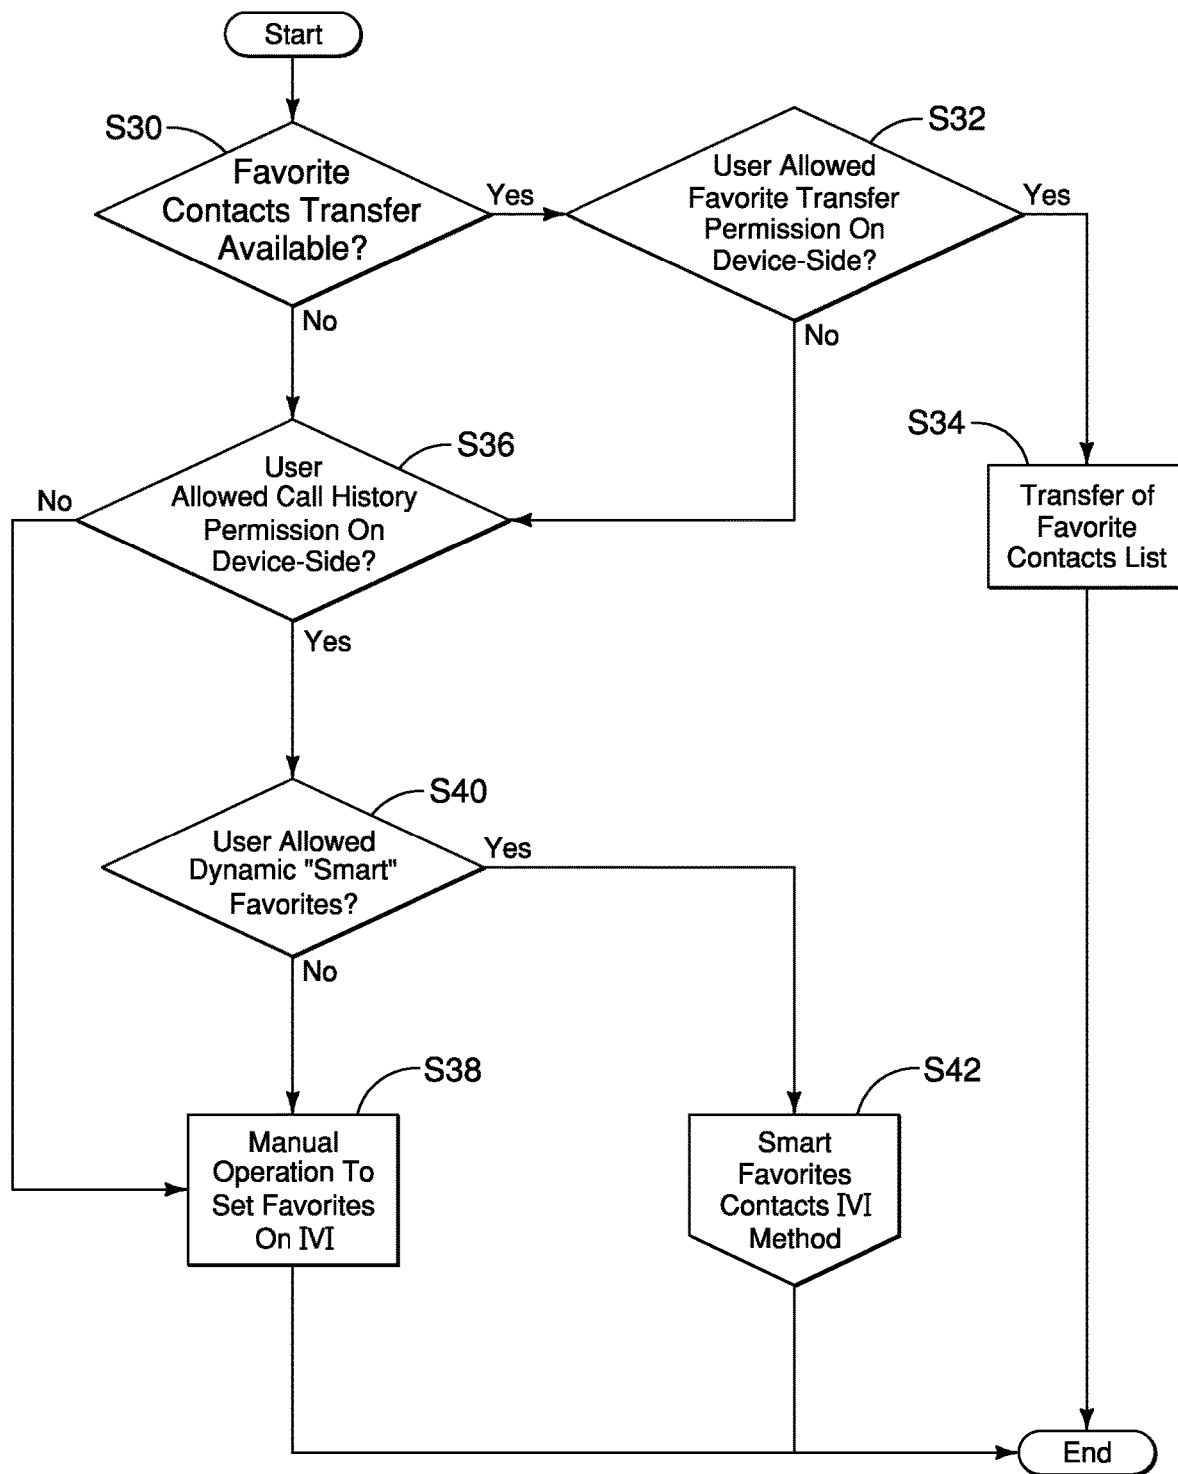 Start
S30
Favorite
Contacts Transfer
Available?
Yes
No
S32
User Allowed
Favorite Transfer
Permission On
Device-Side?
Yes
No
S34
Transfer of
Favorite
Contacts List
S36
User
Allowed Call History
Permission On
Device-Side?
No
Yes
S40
User Allowed
Dynamic "Smart"
Favorites?
Yes
No
S38
Manual
Operation To
Set Favorites
On IVI
S42
Smart
Favorites
Contacts IVI
Method
End